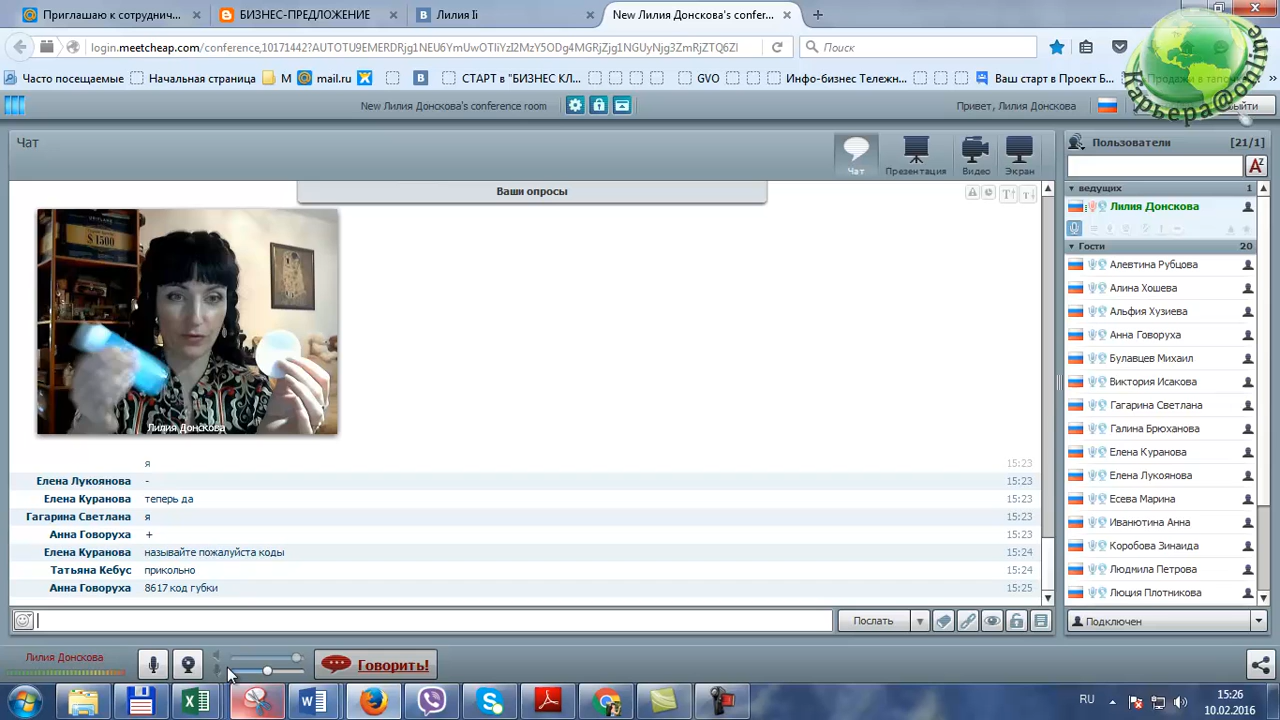 Приглашаю к сотруднич...
БИЗНЕС-ПРЕДЛОЖЕНИЕ
Лилия Ii
New Лилия Донскова's confer...
Поиск
Часто посещаемые
Начальная страница
M
mail.ru
СТАРТ в "БИЗНЕС КЛ...
GVO
Инфо-бизнес Тележн...
Ваш старт в Проект Б...
Продажи в тапочк...
Карьера@online
New Лилия Донскова's conference room
Привет, Лилия Донскова
Выйти
Чат
Чат
Презентация
Видео
Экран
Пользователи
[21/1]
Ваши опросы
ведущих 1
Лилия Донскова
Гости 20
Алевтина Рубцова
Алина Хошева
Альфия Хузиева
Анна Говоруха
Булавцев Михаил
Виктория Исакова
Гагарина Светлана
Галина Брюханова
Елена Куранова
Елена Лукоянова
Есева Марина
Иванютина Анна
Коробова Зинаида
Людмила Петрова
Люция Плотникова
Подключен
$1500
Лилия Донскова
я 15:23
Елена Лукоянова - 15:23
Елена Куранова теперь да 15:23
Гагарина Светлана я 15:23
Анна Говоруха + 15:23
Елена Куранова называйте пожалуйста коды 15:24
Татьяна Кебус прикольно 15:24
Анна Говоруха 8617 код губки 15:25
Послать
Лилия Донскова
Говорить!
RU
15:26
10.02.2016